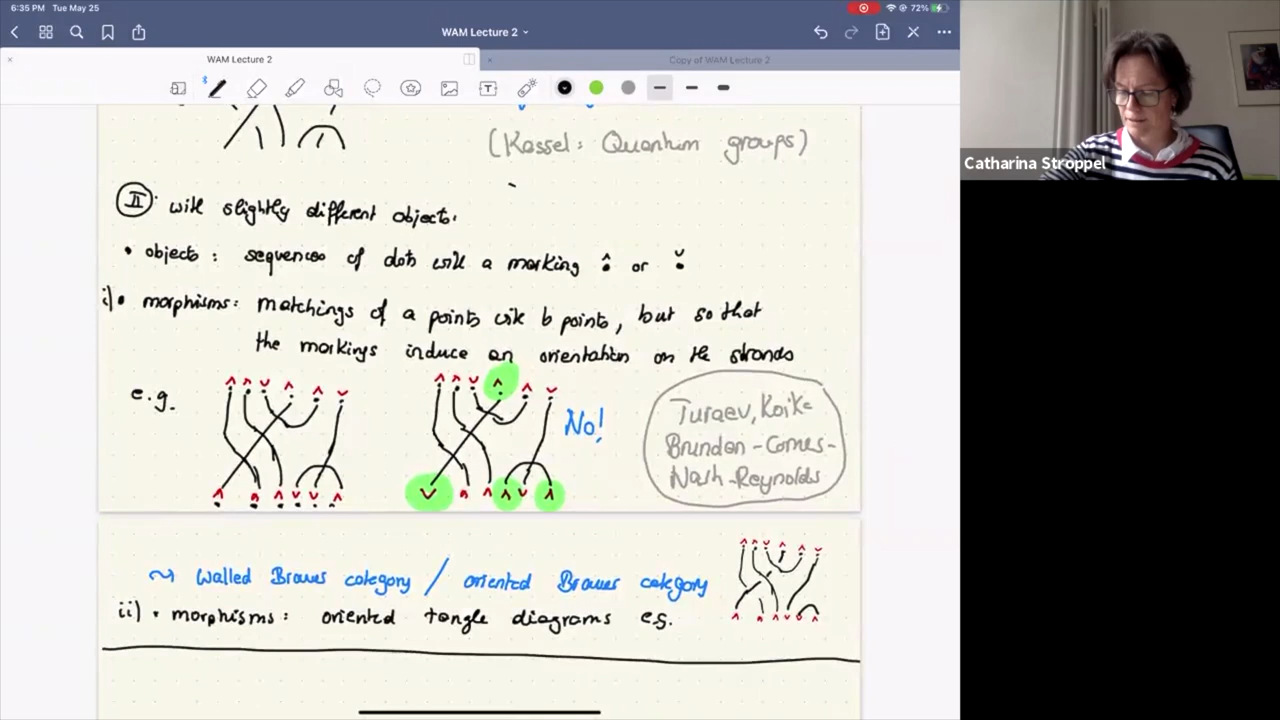 6:35 PM Tue May 25
72%
WAM Lecture 2
WAM Lecture 2
Copy of WAM Lecture 2
Catharina Stroppel
(Kassel: Quantum groups)
II with slightly different objects.
• objects: sequences of dots with a marking ^ or ˇ
i) • morphisms: matchings of a points with b points, but so that
the markings induce an orientation on the strands
e.g.
No!
Turaev, Koike
Brundan-Comes-
Nash-Reynolds
~> Walled Brauer category / oriented Brauer category
ii) • morphisms: oriented tangle diagrams e.g.